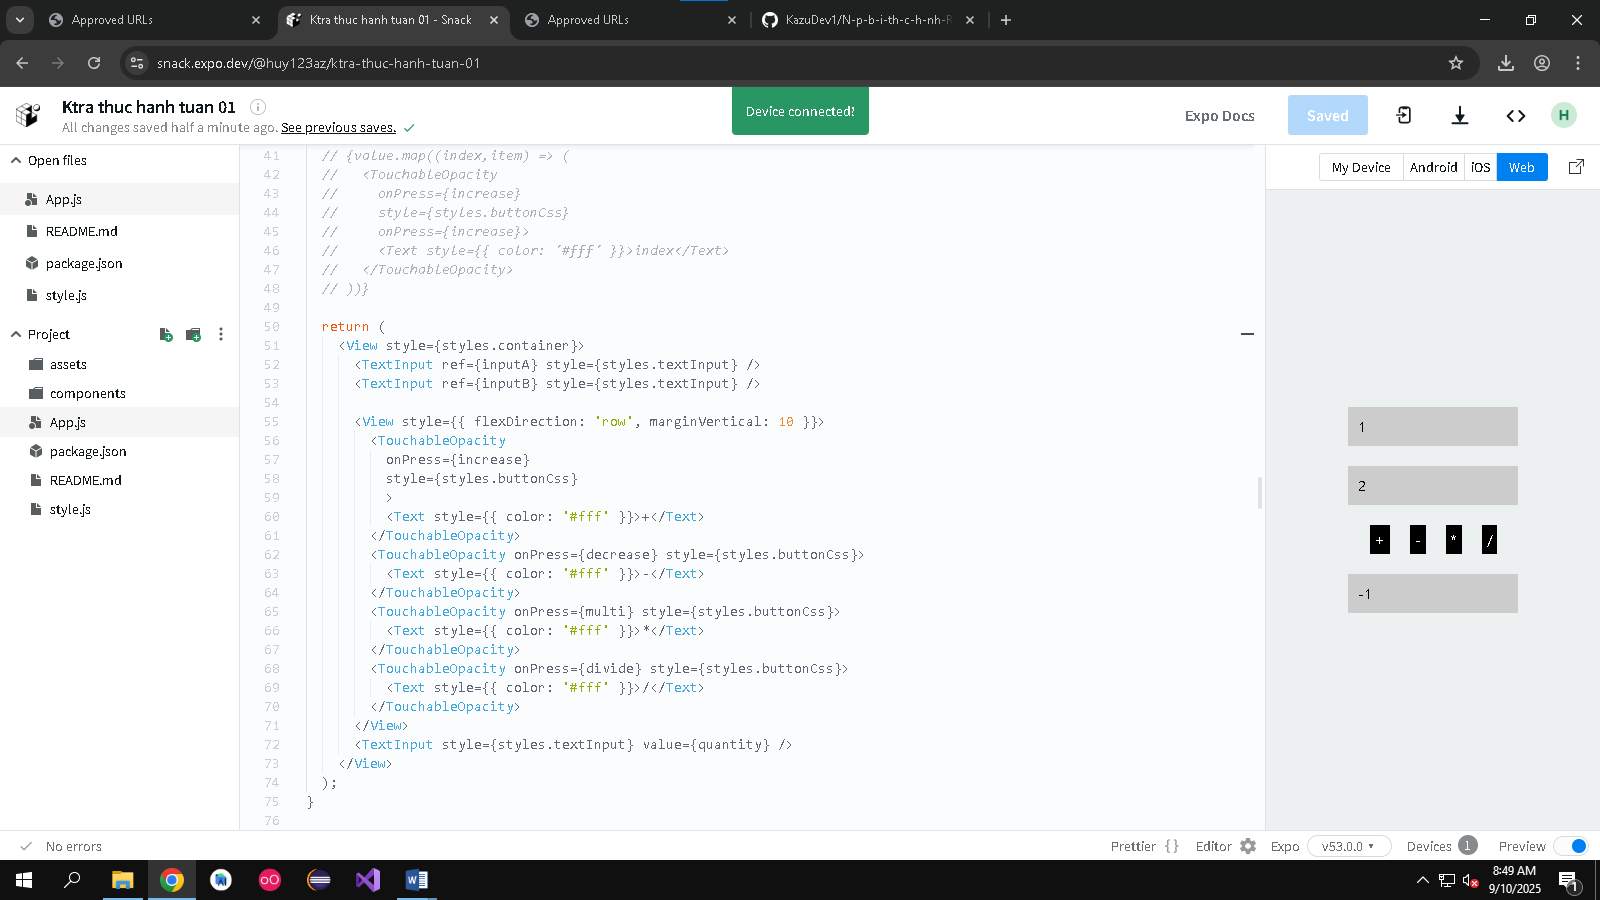 Approved URLs
Ktra thuc hanh tuan 01 - Snack
Approved URLs
KazuDev1/N-p-b-i-th-c-h-nh-R
snack.expo.dev/@huy123az/ktra-thuc-hanh-tuan-01
Ktra thuc hanh tuan 01
All changes saved half a minute ago. See previous saves.
Device connected!
Expo Docs
Saved
H
Open files
App.js
README.md
package.json
style.js
Project
assets
components
App.js
package.json
README.md
style.js
41 // {value.map((index,item) => (
42 //   <TouchableOpacity
43 //     onPress={increase}
44 //     style={styles.buttonCss}
45 //     onPress={increase}>
46 //     <Text style={{ color: '#fff' }}>index</Text>
47 //   </TouchableOpacity>
48 // ))}
49
50 return (
51   <View style={styles.container}>
52     <TextInput ref={inputA} style={styles.textInput} />
53     <TextInput ref={inputB} style={styles.textInput} />
54
55     <View style={{ flexDirection: 'row', marginVertical: 10 }}>
56       <TouchableOpacity
57         onPress={increase}
58         style={styles.buttonCss}
59         >
60         <Text style={{ color: '#fff' }}>+</Text>
61       </TouchableOpacity>
62       <TouchableOpacity onPress={decrease} style={styles.buttonCss}>
63         <Text style={{ color: '#fff' }}>-</Text>
64       </TouchableOpacity>
65       <TouchableOpacity onPress={multi} style={styles.buttonCss}>
66         <Text style={{ color: '#fff' }}>*</Text>
67       </TouchableOpacity>
68       <TouchableOpacity onPress={divide} style={styles.buttonCss}>
69         <Text style={{ color: '#fff' }}>/</Text>
70       </TouchableOpacity>
71     </View>
72     <TextInput style={styles.textInput} value={quantity} />
73   </View>
74 );
75 }
76
My Device Android iOS Web
1
2
+ - * /
-1
No errors
Prettier {} Editor Expo v53.0.0 Devices 1 Preview
8:49 AM
9/10/2025
1